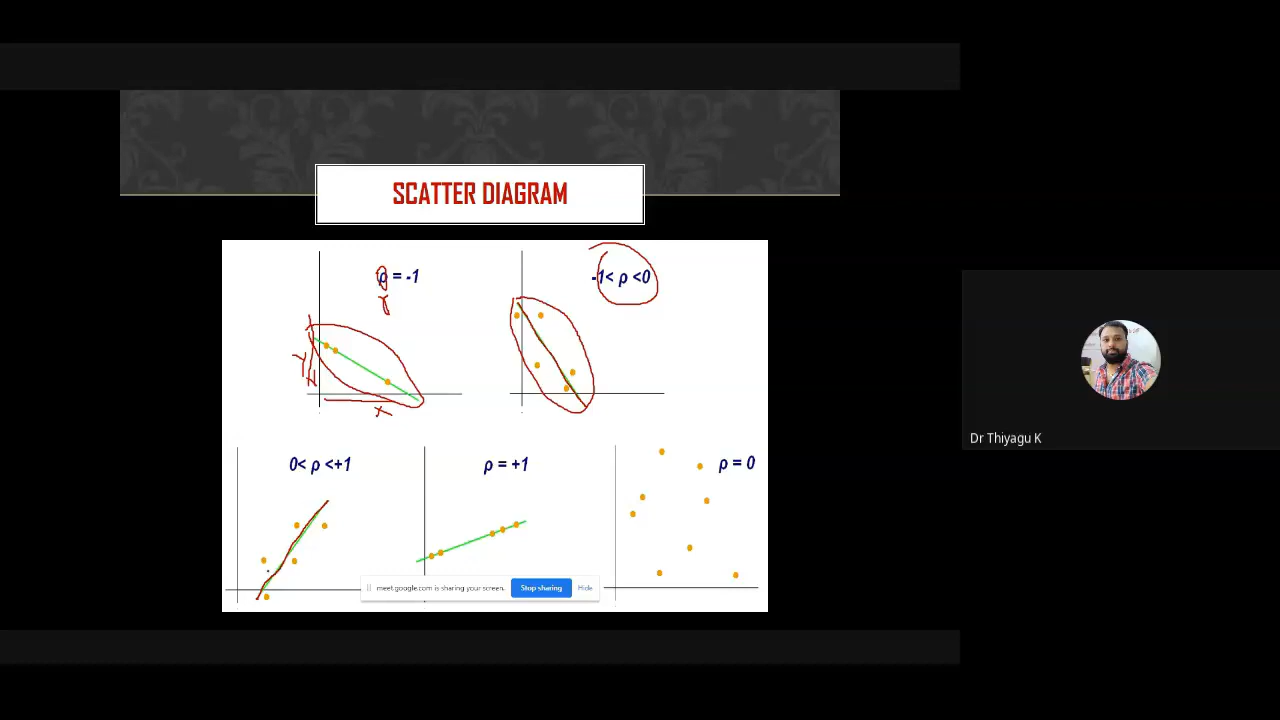 SCATTER DIAGRAM
ρ = -1
-1< ρ <0
γ
Y
X
0< ρ <+1
ρ = +1
ρ = 0
Dr Thiyagu K
meet.google.com is sharing your screen.
Stop sharing
Hide